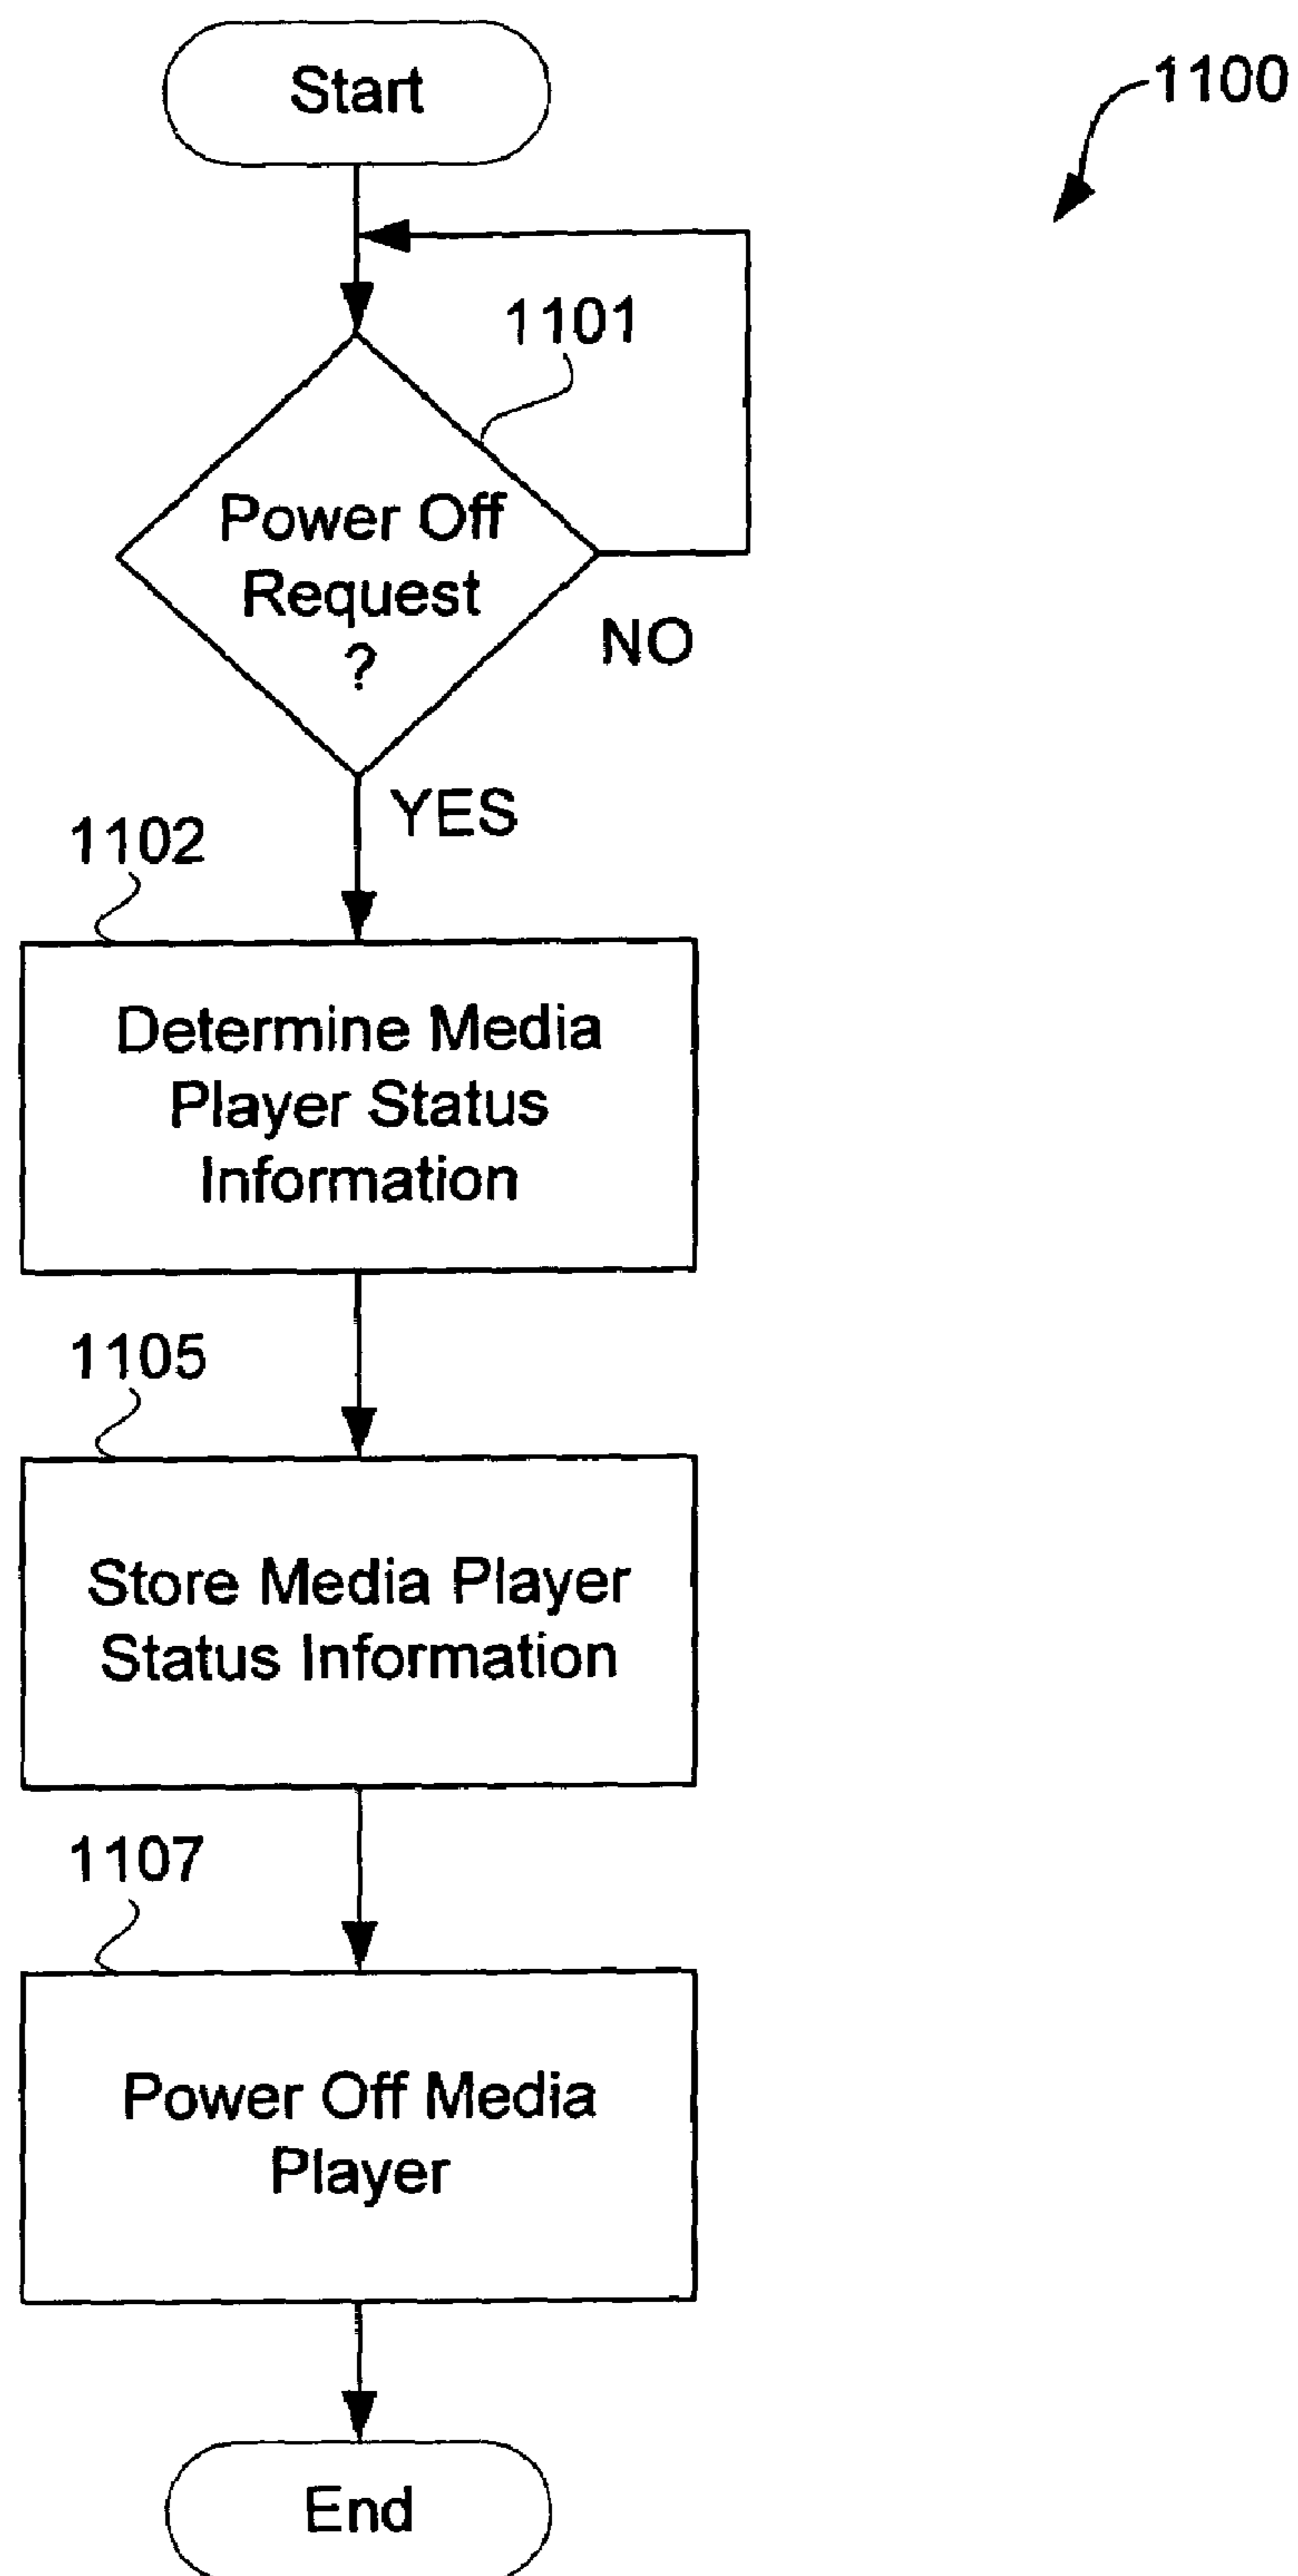 Start
1100
1101
Power Off
Request
?
NO
YES
1102
Determine Media
Player Status
Information
1105
Store Media Player
Status Information
1107
Power Off Media
Player
End